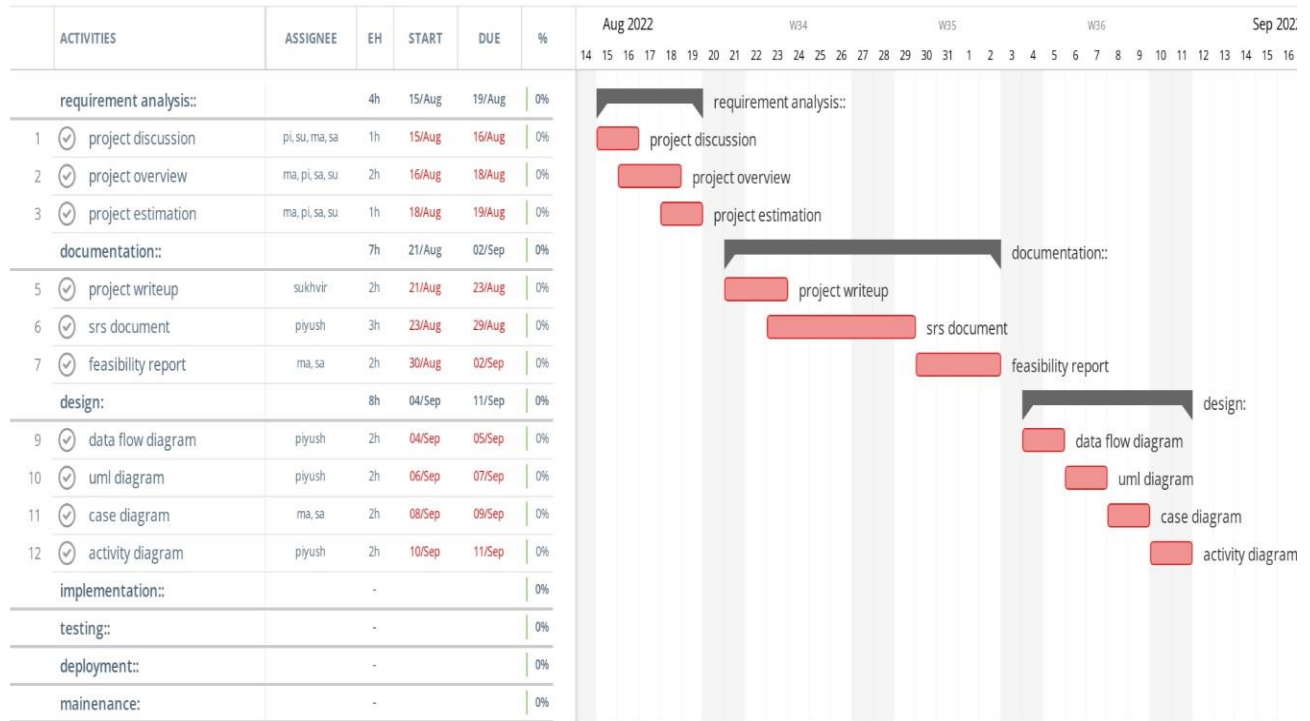 ACTIVITIES ASSIGNEE EH START DUE % Aug 2022 W34 W35 W36 Sep 2022
14 15 16 17 18 19 20 21 22 23 24 25 26 27 28 29 30 31 1 2 3 4 5 6 7 8 9 10 11 12 13 14 15 16
requirement analysis:: 4h 15/Aug 19/Aug 0% requirement analysis::
1 project discussion pi, su, ma, sa 1h 15/Aug 16/Aug 0% project discussion
2 project overview ma, pi, sa, su 2h 16/Aug 18/Aug 0% project overview
3 project estimation ma, pi, sa, su 1h 18/Aug 19/Aug 0% project estimation
documentation:: 7h 21/Aug 02/Sep 0% documentation::
5 project writeup sukhvir 2h 21/Aug 23/Aug 0% project writeup
6 srs document piyush 3h 23/Aug 29/Aug 0% srs document
7 feasibility report ma, sa 2h 30/Aug 02/Sep 0% feasibility report
design: 8h 04/Sep 11/Sep 0% design:
9 data flow diagram piyush 2h 04/Sep 05/Sep 0% data flow diagram
10 uml diagram piyush 2h 06/Sep 07/Sep 0% uml diagram
11 case diagram ma, sa 2h 08/Sep 09/Sep 0% case diagram
12 activity diagram piyush 2h 10/Sep 11/Sep 0% activity diagram
implementation:: - 0%
testing:: - 0%
deployment:: - 0%
mainenance: - 0%